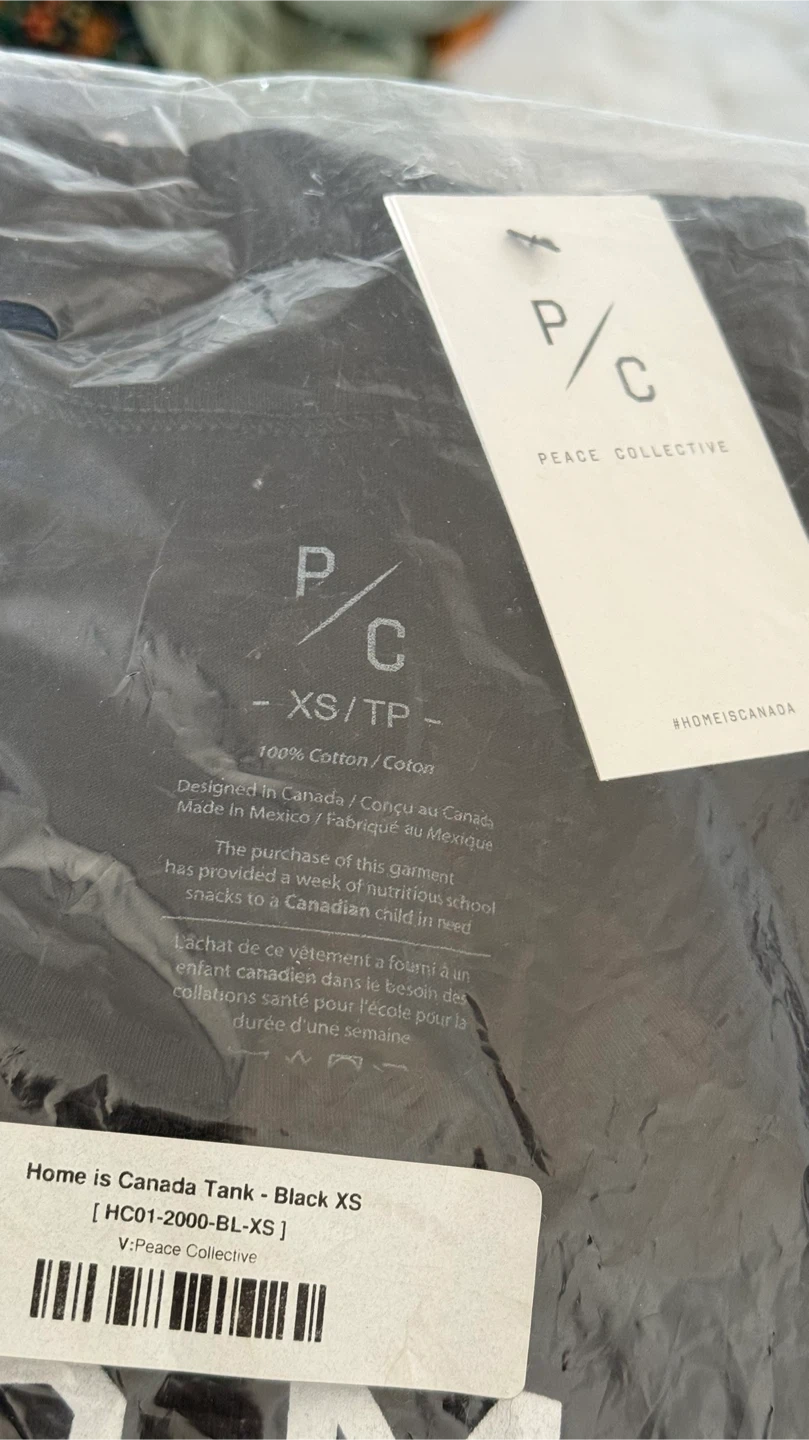 P/C
PEACE COLLECTIVE
#HOMEISCANADA
P/C
- XS/TP -
100% Cotton / Coton
Designed In Canada / Conçu au Canada
Made In Mexico / Fabriqué au Mexique
The purchase of this garment
has provided a week of nutritious school
snacks to a Canadian child in need
L'achat de ce vêtement a fourni à un
enfant canadien dans le besoin des
collations santé pour l'école pour la
durée d'une semaine
Home is Canada Tank - Black XS
[ HC01-2000-BL-XS ]
V:Peace Collective